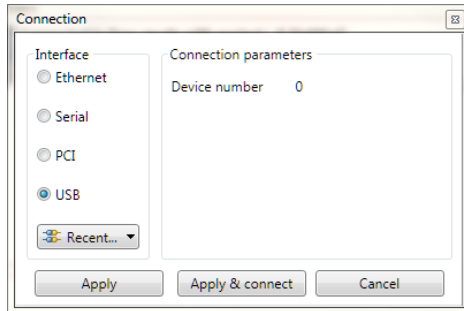 Connection
Interface
Ethernet
Serial
PCI
USB
Recent...
Connection parameters
Device number 0
Apply
Apply & connect
Cancel